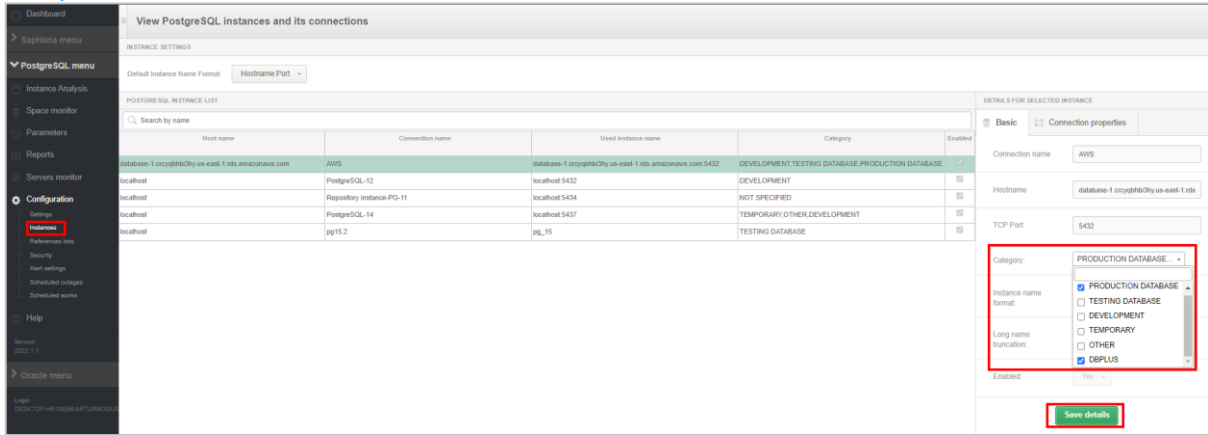 Dashboard
SapHana menu
PostgreSQL menu
Instance Analysis
Space monitor
Parameters
Reports
Servers monitor
Configuration
Settings
Instances
References lists
Security
Alert settings
Scheduled outages
Scheduled works
Help
Version:
2023.1.1
Oracle menu
Login
View PostgreSQL instances and its connections
INSTANCE SETTINGS
Default Instance Name Format: Hostname:Port
POSTGRESQL INSTANCE LIST
Search by name
Host name Connection name Used instance name Category Enabled
database-1.crcyqbhbi3hy.us-east-1.rds.amazonaws.com AWS database-1.crcyqbhbi3hy.us-east-1.rds.amazonaws.com:5432 DEVELOPMENT,TESTING DATABASE,PRODUCTION DATABASE
localhost PostgreSQL-12 localhost:5432 DEVELOPMENT
localhost Repository instance-PG-11 localhost:5434 NOT SPECIFIED
localhost PostgreSQL-14 localhost:5437 TEMPORARY,OTHER,DEVELOPMENT
localhost pg15.2 pg_15 TESTING DATABASE
DETAILS FOR SELECTED INSTANCE
Basic Connection properties
Connection name AWS
Hostname database-1.crcyqbhbi3hy.us-east-1.rds
TCP Port 5432
Category: PRODUCTION DATABASE...
PRODUCTION DATABASE
Instance name
format:
TESTING DATABASE
DEVELOPMENT
Long name
truncation:
TEMPORARY
OTHER
DBPLUS
Enabled: Yes
Save details